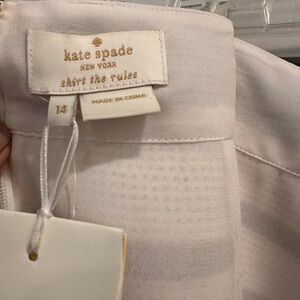 kate spade
NEW YORK
skirt the rules
14
MADE IN CHINA